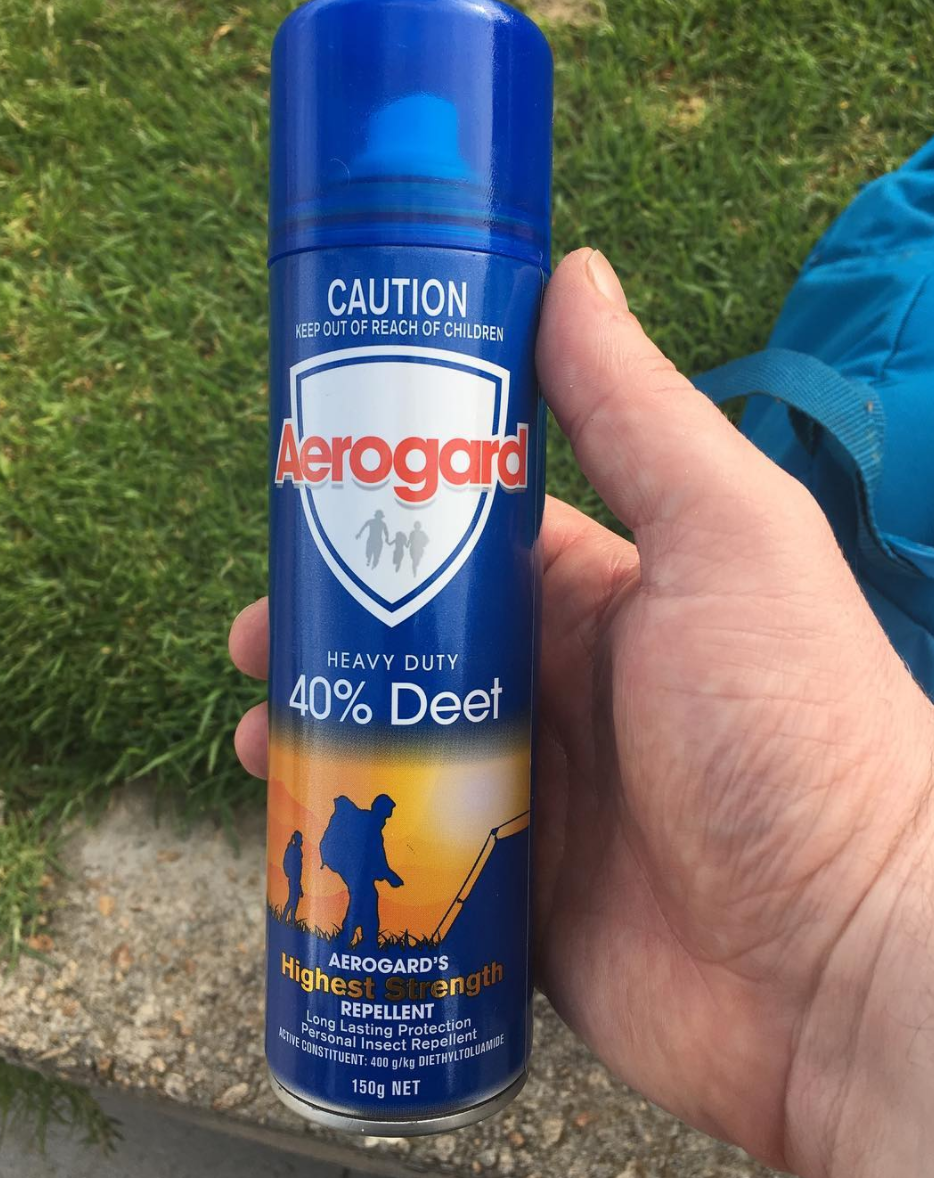 CAUTION
KEEP OUT OF REACH OF CHILDREN
Aerogard
HEAVY DUTY
40% Deet
AEROGARD'S
Highest Strength
REPELLENT
Long Lasting Protection
Personal Insect Repellent
ACTIVE CONSTITUENT: 400 g/kg DIETHYLTOLUAMIDE
150g NET